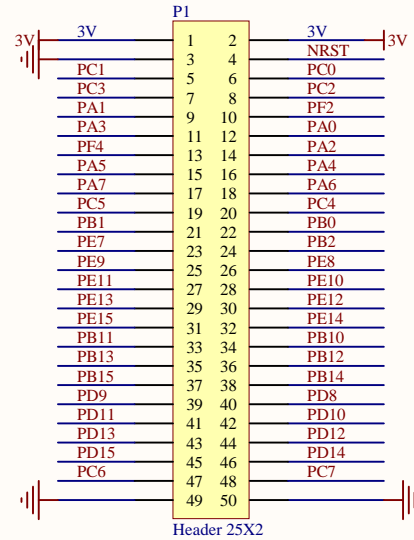 P1
3V 3V 1 2 3V 3V
3 4 NRST
PC1 5 6 PC0
PC3 7 8 PC2
PA1 9 10 PF2
PA3 11 12 PA0
PF4 13 14 PA2
PA5 15 16 PA4
PA7 17 18 PA6
PC5 19 20 PC4
PB1 21 22 PB0
PE7 23 24 PB2
PE9 25 26 PE8
PE11 27 28 PE10
PE13 29 30 PE12
PE15 31 32 PE14
PB11 33 34 PB10
PB13 35 36 PB12
PB15 37 38 PB14
PD9 39 40 PD8
PD11 41 42 PD10
PD13 43 44 PD12
PD15 45 46 PD14
PC6 47 48 PC7
49 50
Header 25X2